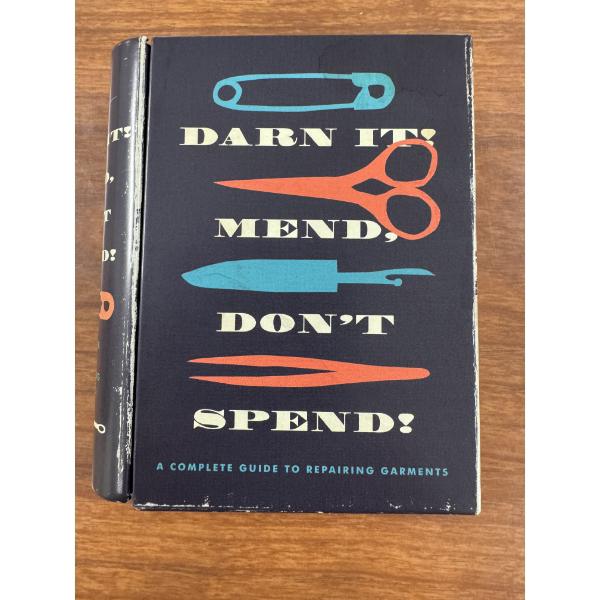 DARN IT!
MEND,
DON'T
SPEND!
A COMPLETE GUIDE TO REPAIRING GARMENTS